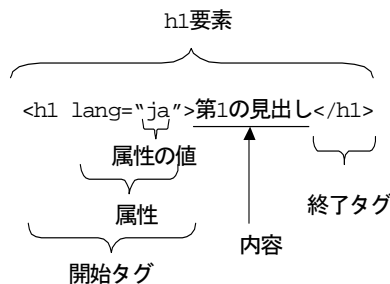 h1要素
<h1 lang="ja">第1の見出し</h1>
属性の値
属性
終了タグ
内容
開始タグ